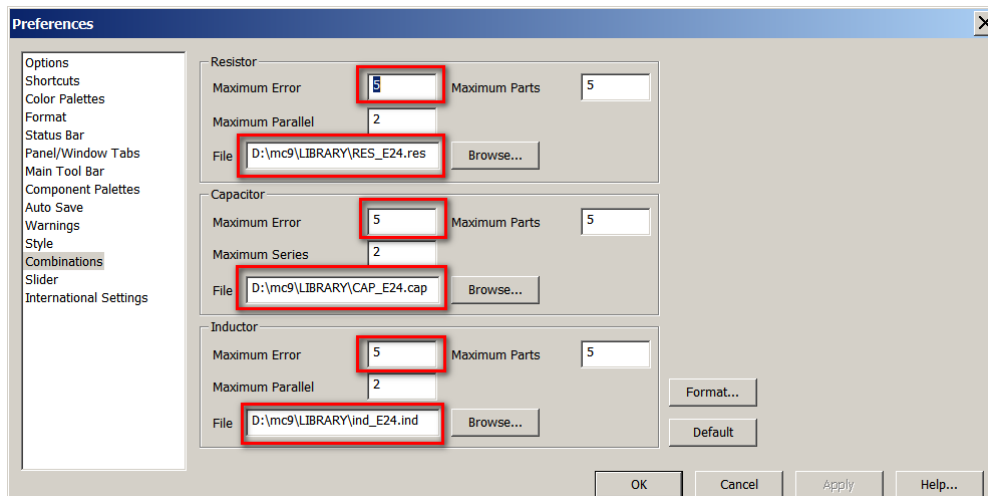 Preferences
Options
Shortcuts
Color Palettes
Format
Status Bar
Panel/Window Tabs
Main Tool Bar
Component Palettes
Auto Save
Warnings
Style
Combinations
Slider
International Settings
Resistor
Maximum Error 5 Maximum Parts 5
Maximum Parallel 2
File D:\mc9\LIBRARY\RES_E24.res Browse...
Capacitor
Maximum Error 5 Maximum Parts 5
Maximum Series 2
File D:\mc9\LIBRARY\CAP_E24.cap Browse...
Inductor
Maximum Error 5 Maximum Parts 5
Maximum Parallel 2
File D:\mc9\LIBRARY\ind_E24.ind Browse...
Format...
Default
OK Cancel Apply Help...